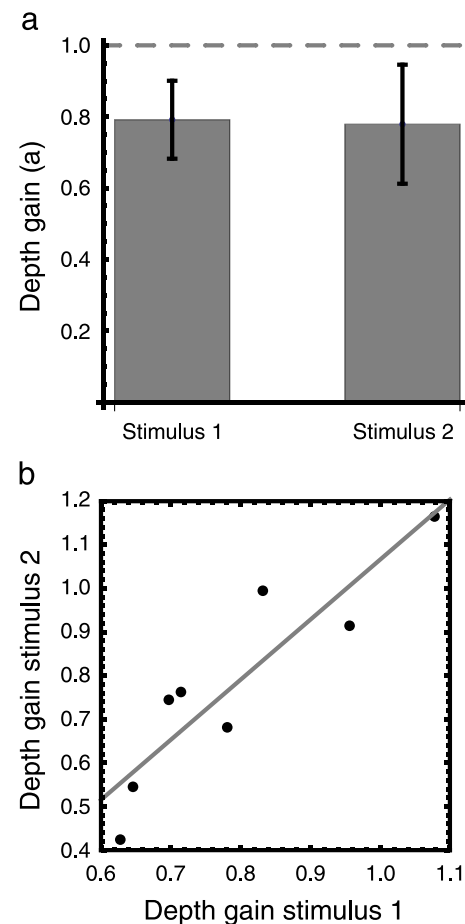 a
Depth gain (a)
1.0
0.8
0.6
0.4
0.2
Stimulus 1
Stimulus 2
b
Depth gain stimulus 2
1.2
1.1
1.0
0.9
0.8
0.7
0.6
0.5
0.4
0.6 0.7 0.8 0.9 1.0 1.1
Depth gain stimulus 1